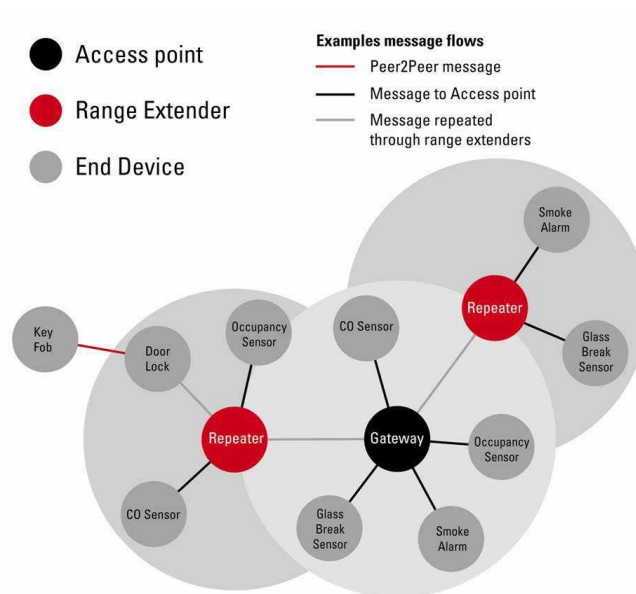 Access point
Range Extender
End Device
Examples message flows
Peer2Peer message
Message to Access point
Message repeated
through range extenders
Smoke
Alarm
Repeater
Glass
Break
Sensor
Key
Fob
Door
Lock
Occupancy
Sensor
CO Sensor
Repeater
Gateway
Occupancy
Sensor
CO Sensor
Glass
Break
Sensor
Smoke
Alarm